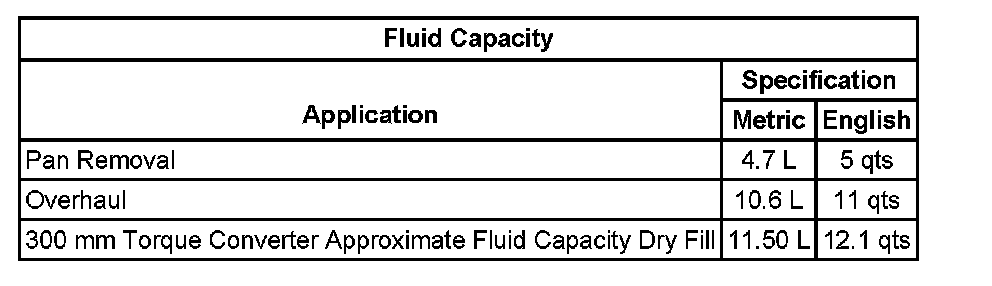 Fluid Capacity
Specification
Application
Metric English
Pan Removal 4.7 L 5 qts
Overhaul 10.6 L 11 qts
300 mm Torque Converter Approximate Fluid Capacity Dry Fill 11.50 L 12.1 qts